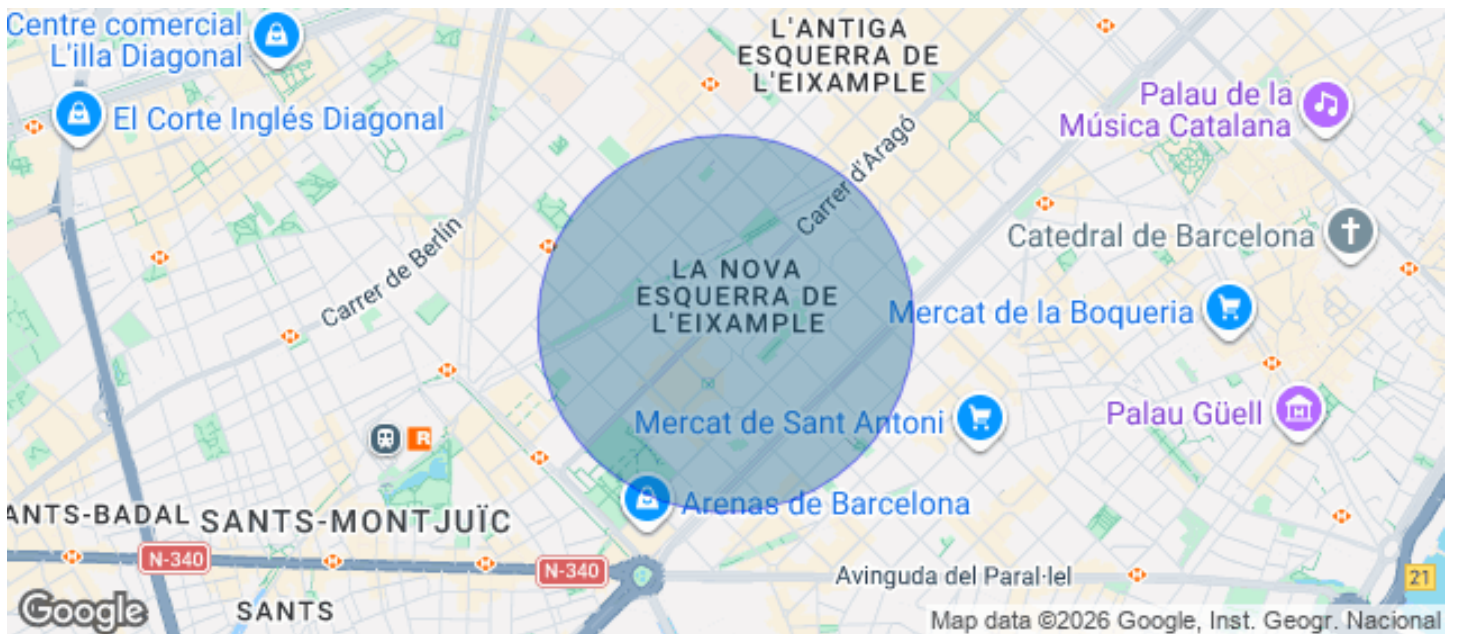 Centre comercial
L'illa Diagonal
L'ANTIGA
ESQUERRA DE
L'EIXAMPLE
El Corte Inglés Diagonal
Palau de la
Música Catalana
Carrer d'Aragó
Carrer de Berlín
Catedral de Barcelona
LA NOVA
ESQUERRA DE
L'EIXAMPLE
Mercat de la Boqueria
Mercat de Sant Antoni
Palau Güell
R
Arenas de Barcelona
ANTS-BADAL
SANTS-MONTJUÏC
N-340
N-340
Avinguda del Paral·lel
21
Google
SANTS
Map data ©2026 Google, Inst. Geogr. Nacional